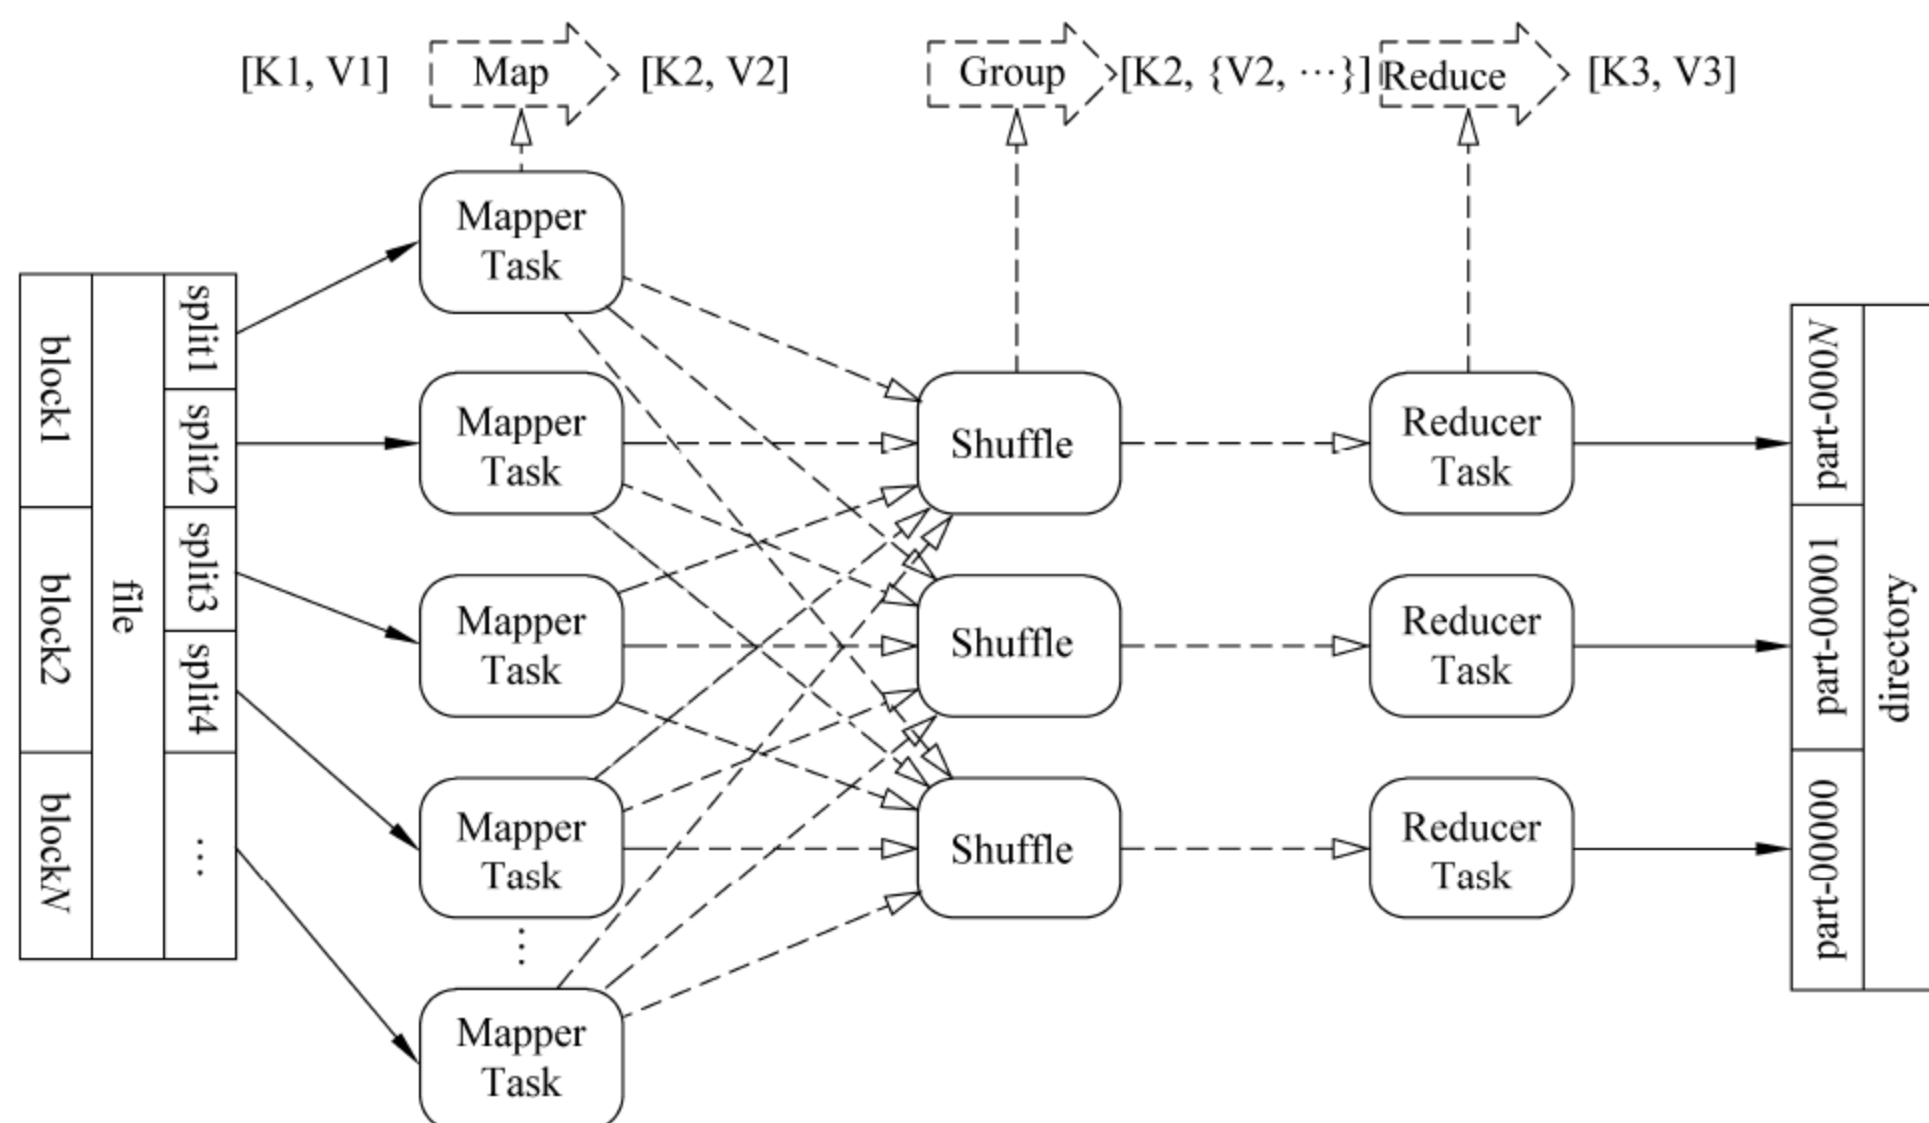 [K1, V1] Map [K2, V2] Group [K2, {V2, ⋯}] Reduce [K3, V3]
Mapper
Task
Mapper
Task
Mapper
Task
Mapper
Task
⋮
Mapper
Task
block1
block2
blockN
file
split1
split2
split3
split4
…
Shuffle
Shuffle
Shuffle
Reducer
Task
Reducer
Task
Reducer
Task
part-0000N
part-00001
part-00000
directory